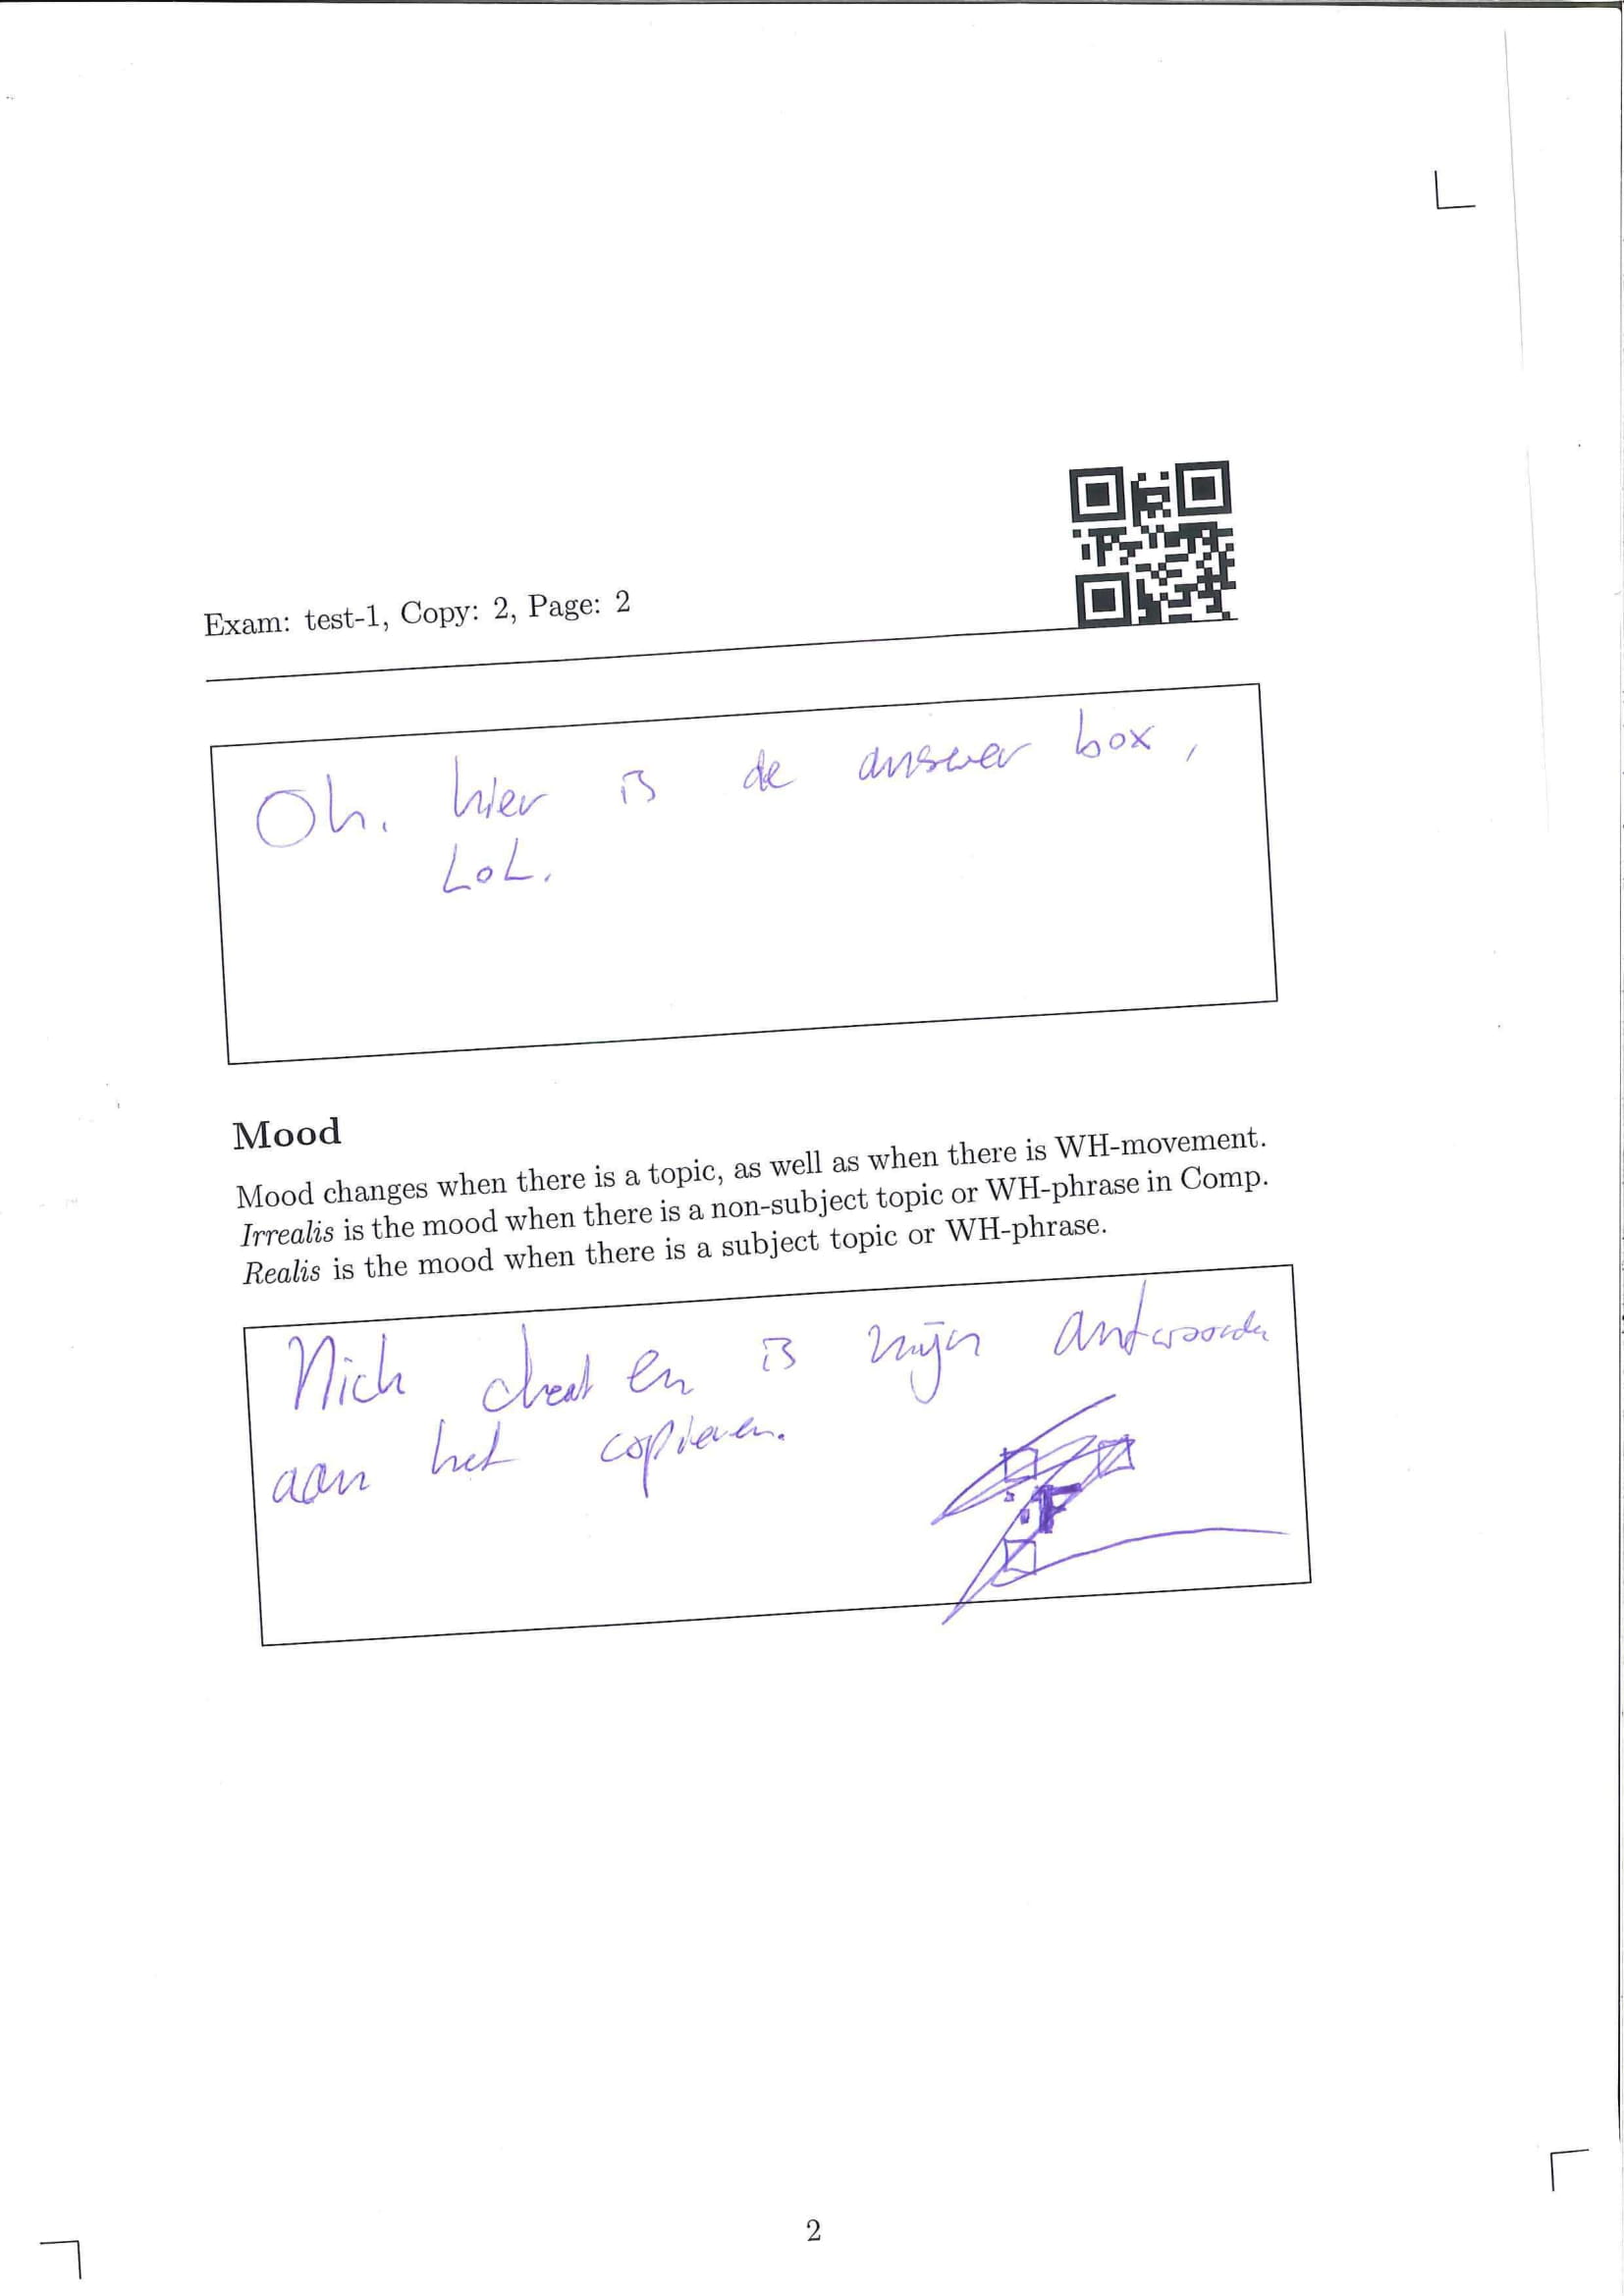 Exam: test-1, Copy: 2, Page: 2
Oh. hier is de answer box,
LoL.
Mood
Mood changes when there is a topic, as well as when there is WH-movement.
Irrealis is the mood when there is a non-subject topic or WH-phrase in Comp.
Realis is the mood when there is a subject topic or WH-phrase.
Nick cheat en is mijn antwoorden
aan het copieren.
2